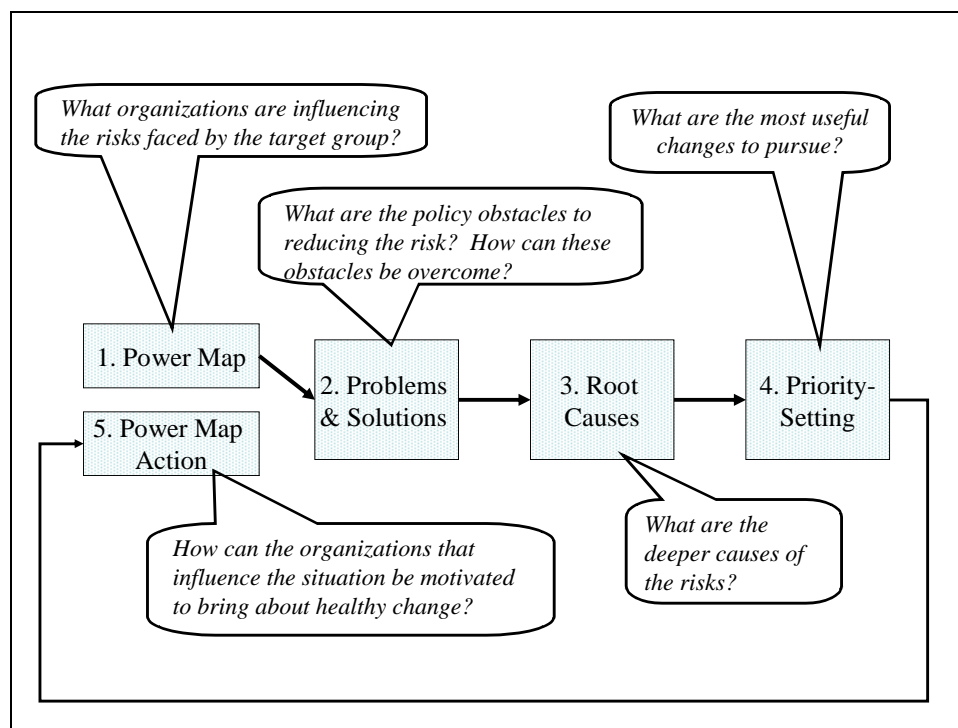 What organizations are influencing
the risks faced by the target group?
What are the most useful
changes to pursue?
What are the policy obstacles to
reducing the risk?  How can these
obstacles be overcome?
1. Power Map
2. Problems
& Solutions
3. Root
Causes
4. Priority-
Setting
5. Power Map
Action
How can the organizations that
influence the situation be motivated
to bring about healthy change?
What are the
deeper causes of
the risks?